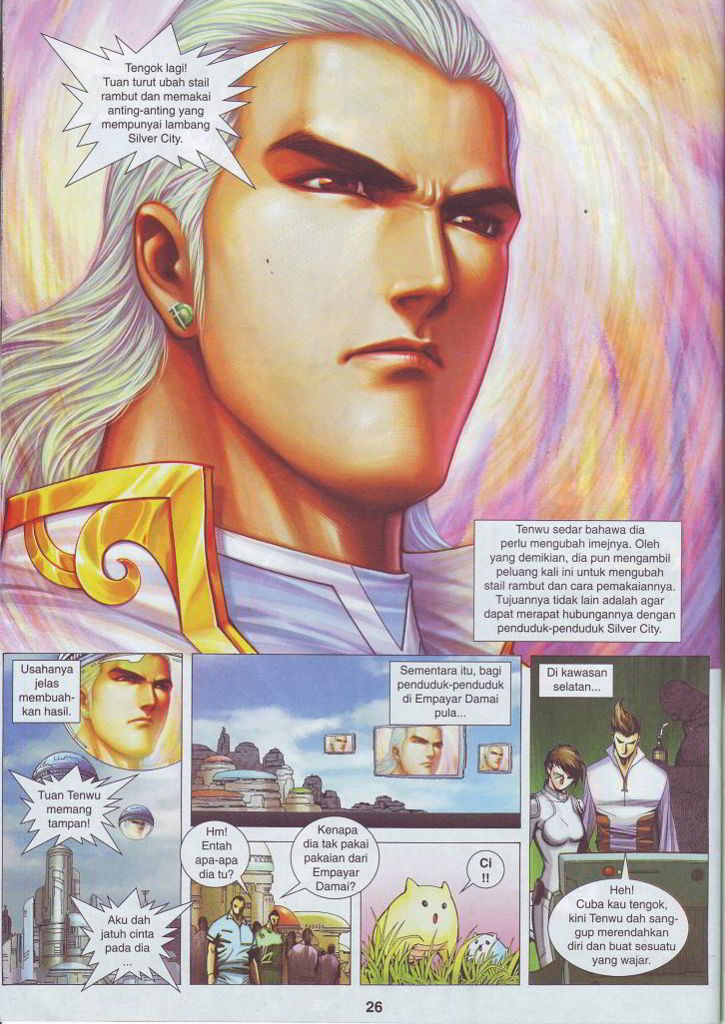 Tengok lagi!
Tuan turut ubah stail
rambut dan memakai
anting-anting yang
mempunyai lambang
Silver City.
Tenwu sedar bahawa dia
perlu mengubah imejnya. Oleh
yang demikian, dia pun mengambil
peluang kali ini untuk mengubah
stail rambut dan cara pemakaiannya.
Tujuannya tidak lain adalah agar
dapat merapat hubungannya dengan
penduduk-penduduk Silver City.
Usahanya
jelas
membuah-
kan hasil.
Tuan Tenwu
memang
tampan!
Aku dah
jatuh cinta
pada dia
...
Sementara itu, bagi
penduduk-penduduk
di Empayar Damai
pula...
Hm!
Entah
apa-apa
dia tu?
Kenapa
dia tak pakai
pakaian dari
Empayar
Damai?
Ci
!!
Di kawasan
selatan...
Heh!
Cuba kau tengok,
kini Tenwu dah sang-
gup merendahkan
diri dan buat sesuatu
yang wajar.
26